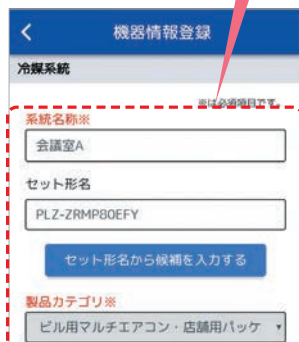 機器情報登録
冷媒系統
※は必須項目です。
系統名称※
会議室A
セット形名
PLZ-ZRMP80EFY
セット形名から候補を入力する
製品カテゴリ※
ビル用マルチエアコン・店舗用パッケ